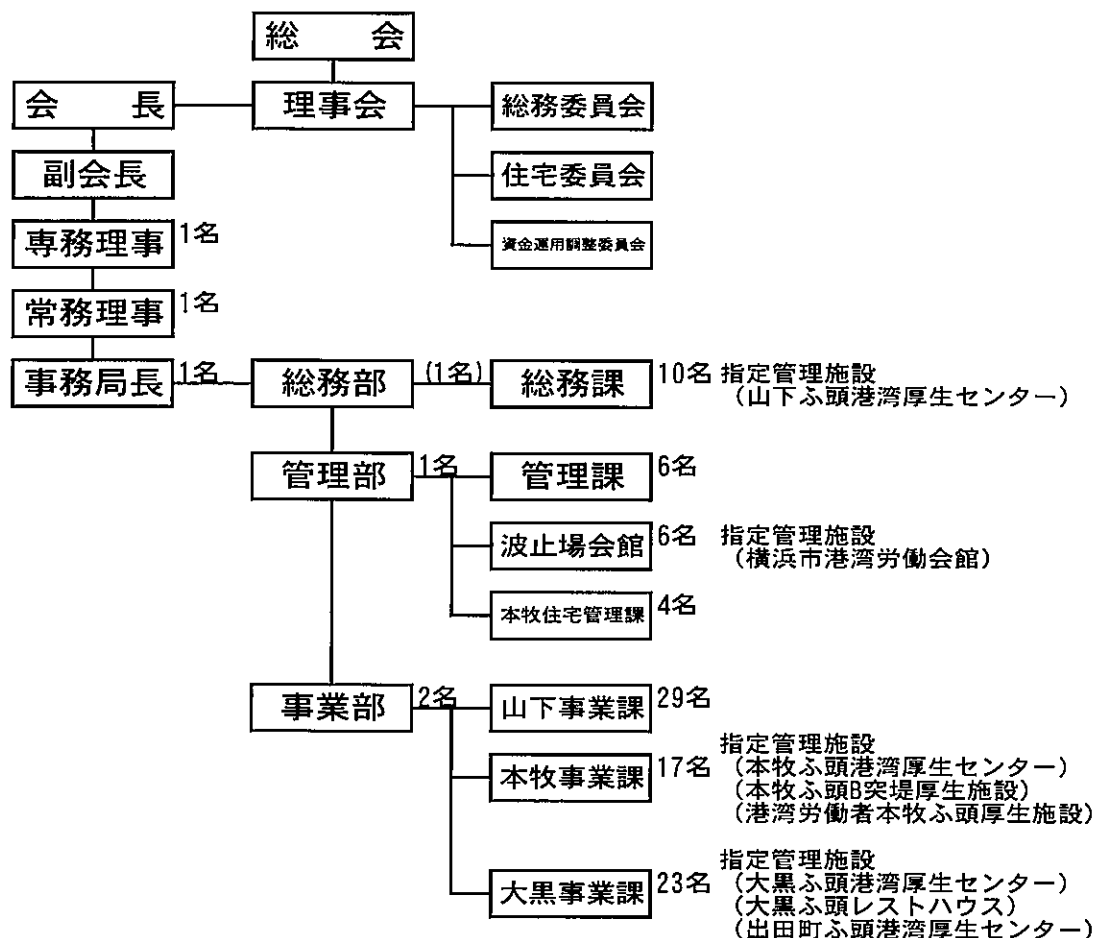 総　会
会　長
理事会
総務委員会
副会長
住宅委員会
専務理事 1名
資金運用調整委員会
常務理事 1名
事務局長 1名 総務部 (1名) 総務課 10名 指定管理施設
（山下ふ頭港湾厚生センター）
管理部 1名 管理課 6名
波止場会館 6名 指定管理施設
（横浜市港湾労働会館）
本牧住宅管理課 4名
事業部 2名 山下事業課 29名
指定管理施設
本牧事業課 17名 （本牧ふ頭港湾厚生センター）
（本牧ふ頭B突堤厚生施設）
（港湾労働者本牧ふ頭厚生施設）
指定管理施設
大黒事業課 23名 （大黒ふ頭港湾厚生センター）
（大黒ふ頭レストハウス）
（出田町ふ頭港湾厚生センター）